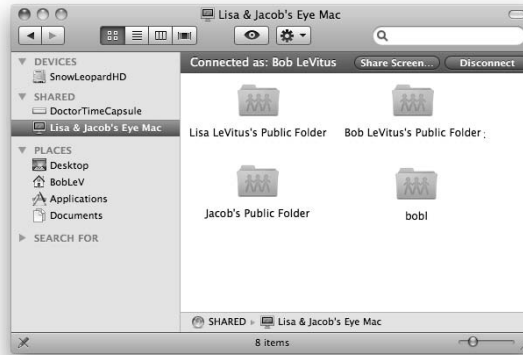 Lisa & Jacob's Eye Mac
DEVICES
SnowLeopardHD
SHARED
DoctorTimeCapsule
Lisa & Jacob's Eye Mac
PLACES
Desktop
BobLeV
Applications
Documents
SEARCH FOR
Connected as: Bob LeVitus
Share Screen...
Disconnect
Lisa LeVitus's Public Folder
Bob LeVitus's Public Folder
Jacob's Public Folder
bobl
SHARED ▸ Lisa & Jacob's Eye Mac
8 items